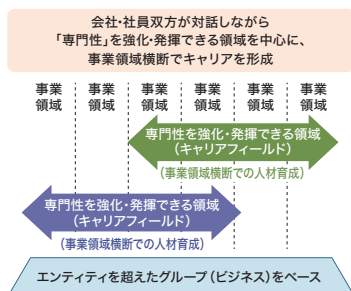 会社・社員双方が対話しながら
「専門性」を強化・発揮できる領域を中心に、
事業領域横断でキャリアを形成
事業 事業 事業 事業 事業 事業
領域 領域 領域 領域 領域 領域
専門性を強化・発揮できる領域
(キャリアフィールド)
(事業領域横断での人材育成)
専門性を強化・発揮できる領域
(キャリアフィールド)
(事業領域横断での人材育成)
エンティティを超えたグループ(ビジネス)をベース